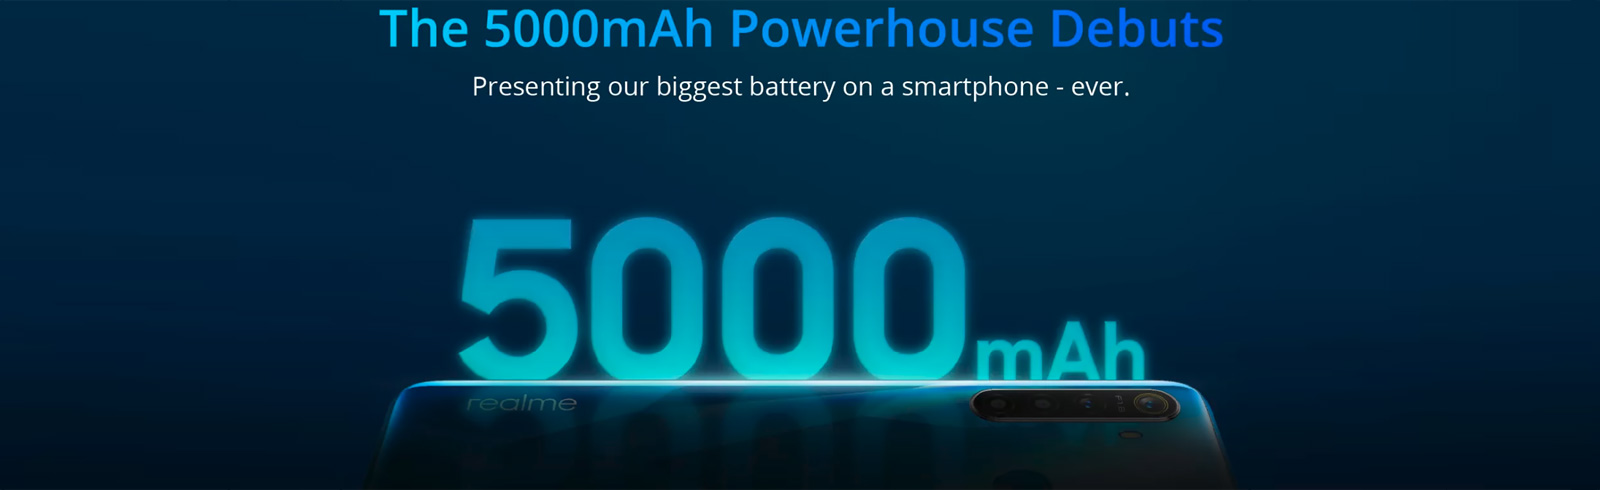 The 5000mAh Powerhouse Debuts
Presenting our biggest battery on a smartphone - ever.
5000mAh
realme